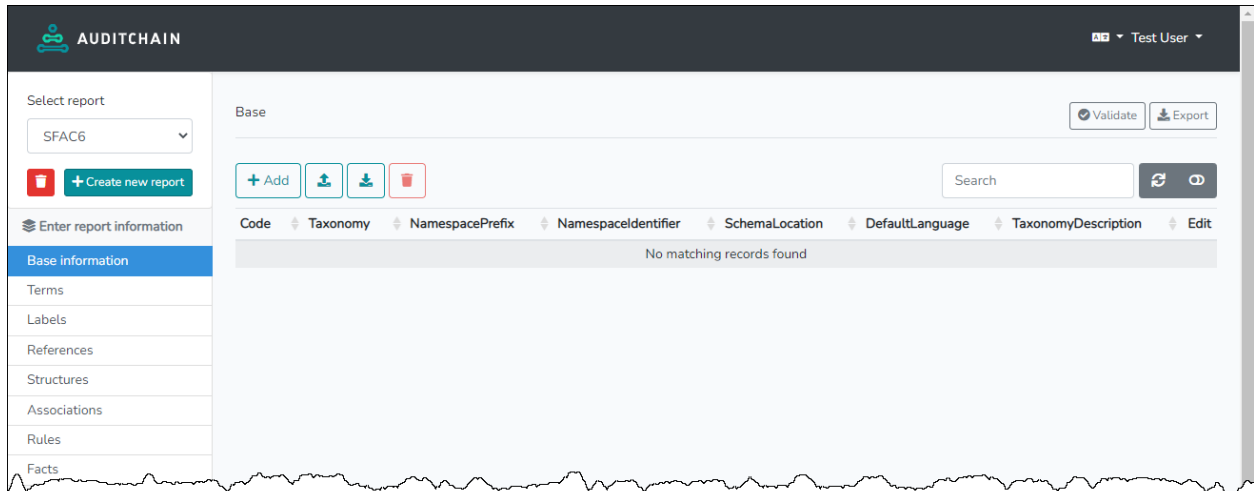 AUDITCHAIN
Test User
Select report
SFAC6
Create new report
Enter report information
Base information
Terms
Labels
References
Structures
Associations
Rules
Facts
Base
Validate
Export
Add
Search
Code Taxonomy NamespacePrefix NamespaceIdentifier SchemaLocation DefaultLanguage TaxonomyDescription Edit
No matching records found